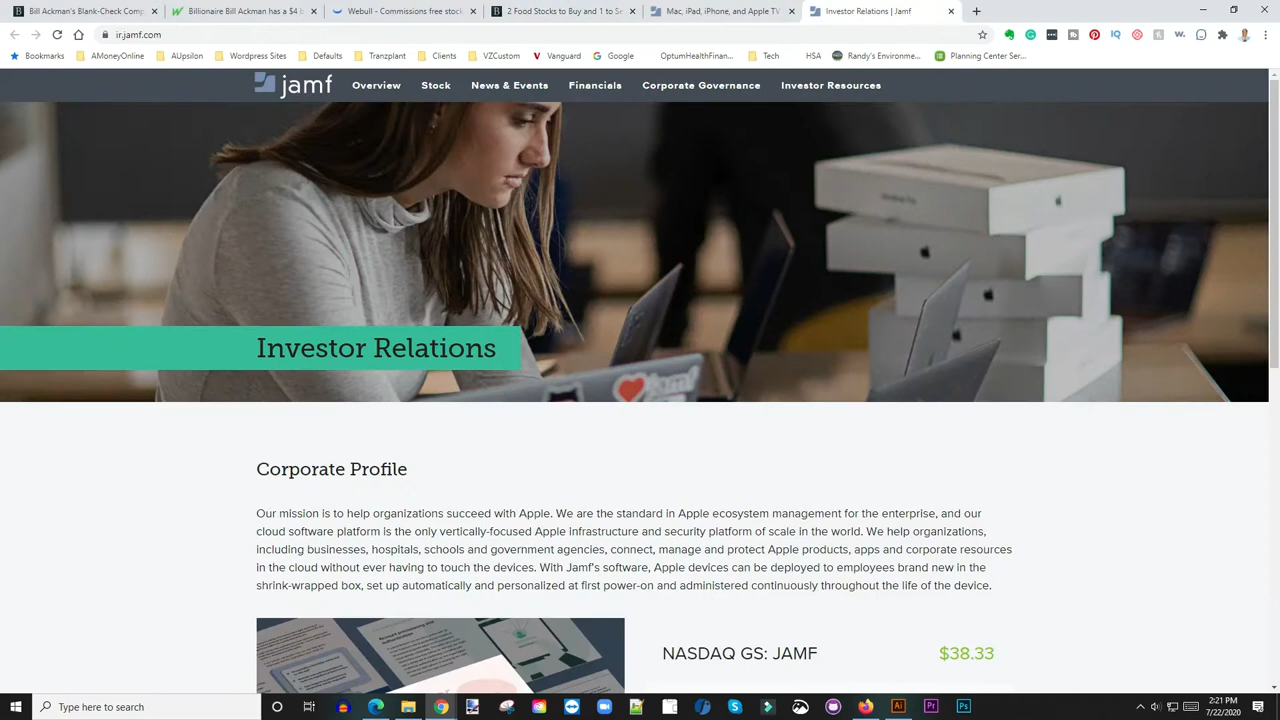 Bill Ackman's Blank-Check Comp
Billionaire Bill Ackman has a $4 b
Webull - Commissions free stock
2 Food Stocks to Buy and 1 to Se
Mac, iPad, iPhone, and Apple TV
Investor Relations | Jamf
ir.jamf.com
Bookmarks
AMoneyOnline
AUpsilon
Wordpress Sites
Defaults
Tranzplant
Clients
VZCustom
Vanguard
Google
OptumHealthFinan...
Tech
HSA
Randy's Environme...
Planning Center Ser...
jamf
Overview
Stock
News & Events
Financials
Corporate Governance
Investor Resources
jamf
Investor Relations
Corporate Profile
Our mission is to help organizations succeed with Apple. We are the standard in Apple ecosystem management for the enterprise, and our
cloud software platform is the only vertically-focused Apple infrastructure and security platform of scale in the world. We help organizations,
including businesses, hospitals, schools and government agencies, connect, manage and protect Apple products, apps and corporate resources
in the cloud without ever having to touch the devices. With Jamf's software, Apple devices can be deployed to employees brand new in the
shrink-wrapped box, set up automatically and personalized at first power-on and administered continuously throughout the life of the device.
NASDAQ GS: JAMF
$38.33
Type here to search
2:21 PM
7/22/2020